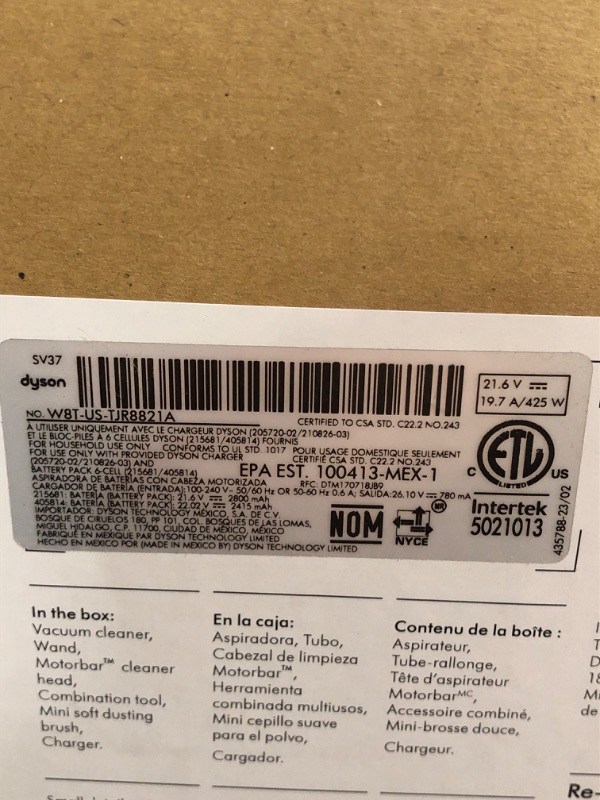 SV37
dyson
21.6 V ⎓
19.7 A/425 W
NO. W8T-US-TJR8821A
CERTIFIED TO CSA STD. C22.2 NO.243
À UTILISER UNIQUEMENT AVEC LE CHARGEUR DYSON (205720-02/210826-03)
ET LE BLOC-PILES A 6 CELLULES DYSON (215681/405814) FOURNIS
FOR HOUSEHOLD USE ONLY CONFORMS TO UL STD. 1017 POUR USAGE DOMESTIQUE SEULEMENT
FOR USE ONLY WITH PROVIDED DYSON CHARGER CERTIFIÉ CSA STD. C22.2 NO.243
(205720-02/210826-03) AND
BATTERY PACK 6-CELL (215681/405814)
EPA EST. 100413-MEX-1
ASPIRADORA DE BATERÍAS CON CABEZA MOTORIZADA RFC: DTM170718JB9
CARGADOR DE BATERÍA (ENTRADA):100-240 V - 50/60 Hz OR 50-60 Hz 0.6 A; SALIDA:26.10 V ⎓ 780 mA
215681: BATERÍA (BATTERY PACK): 21.6 V ⎓ 2800 mAh
405814: BATERÍA (BATTERY PACK): 22.02 V ⎓ 2415 mAh
IMPORTADOR: DYSON TECHNOLOGY MÉXICO, S.A. DE C.V.
BOSQUE DE CIRUELOS 180, PP 101, COL. BOSQUES DE LAS LOMAS,
MIGUEL HIDALGO, C.P. 11700, CIUDAD DE MÉXICO, MÉXICO
FABRIQUÉ EN MEXIQUE PAR DYSON TECHNOLOGY LIMITED
HECHO EN MÉXICO POR (MADE IN MEXICO BY) DYSON TECHNOLOGY LIMITED
NOM
NYCE
NR
C ETL US
LISTED
Intertek
5021013
435788-23/02
In the box:
Vacuum cleaner,
Wand,
Motorbar™ cleaner
head,
Combination tool,
Mini soft dusting
brush,
Charger.
En la caja:
Aspiradora, Tubo,
Cabezal de limpieza
Motorbar™,
Herramienta
combinada multiusos,
Mini cepillo suave
para el polvo,
Cargador.
Contenu de la boîte :
Aspirateur,
Tube-rallonge,
Tête d'aspirateur
Motorbar^MC,
Accessoire combiné,
Mini-brosse douce,
Chargeur.
Re-